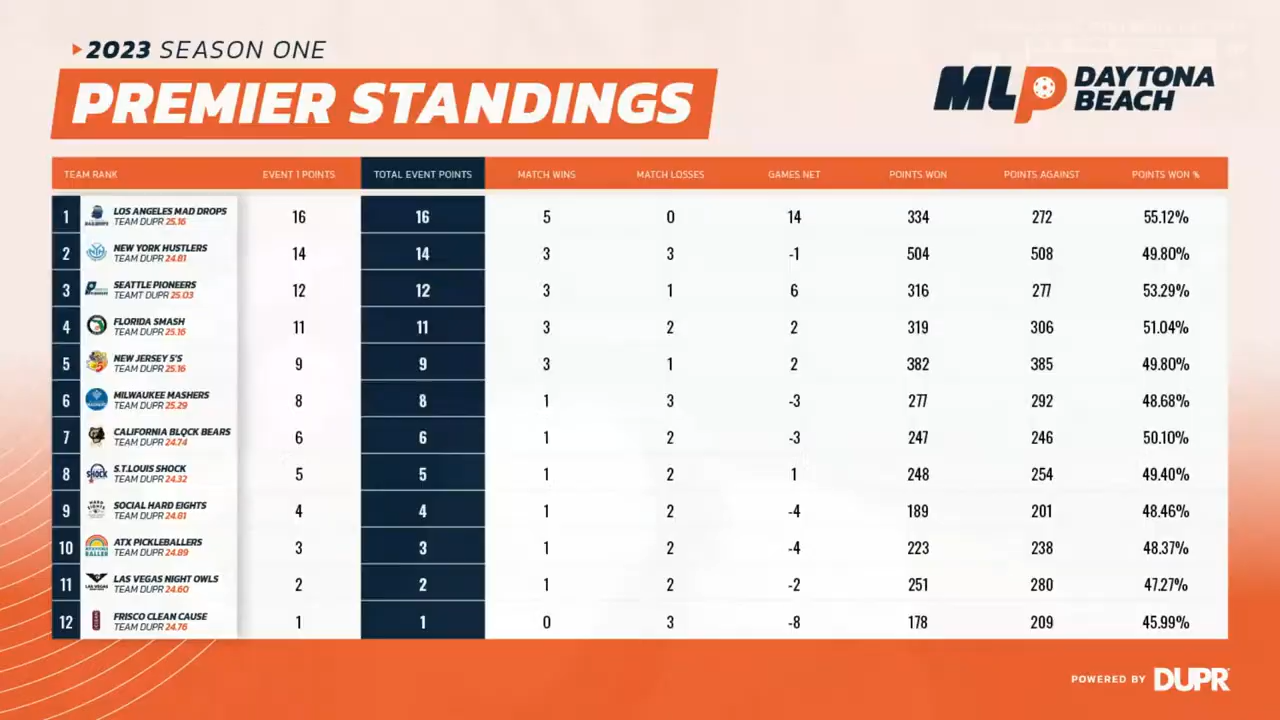 2023 SEASON ONE
PREMIER STANDINGS
MLP DAYTONA BEACH
TEAM RANK EVENT 1 POINTS TOTAL EVENT POINTS MATCH WINS MATCH LOSSES GAMES NET POINTS WON POINTS AGAINST POINTS WON %
1 LOS ANGELES MAD DROPS 16 16 5 0 14 334 272 55.12%
TEAM DUPR 25.16
2 NEW YORK HUSTLERS 14 14 3 3 -1 504 508 49.80%
TEAM DUPR 24.81
3 SEATTLE PIONEERS 12 12 3 1 6 316 277 53.29%
TEAMT DUPR 25.03
4 FLORIDA SMASH 11 11 3 2 2 319 306 51.04%
TEAM DUPR 25.16
5 NEW JERSEY 5'S 9 9 3 1 2 382 385 49.80%
TEAM DUPR 25.16
6 MILWAUKEE MASHERS 8 8 1 3 -3 277 292 48.68%
TEAM DUPR 25.29
7 CALIFORNIA BLQCK BEARS 6 6 1 2 -3 247 246 50.10%
TEAM DUPR 24.74
8 S.T.LOUIS SHOCK 5 5 1 2 1 248 254 49.40%
TEAM DUPR 24.32
9 SOCIAL HARD EIGHTS 4 4 1 2 -4 189 201 48.46%
TEAM DUPR 24.81
10 ATX PICKLEBALLERS 3 3 1 2 -4 223 238 48.37%
TEAM DUPR 24.89
11 LAS VEGAS NIGHT OWLS 2 2 1 2 -2 251 280 47.27%
TEAM DUPR 24.60
12 FRISCO CLEAN CAUSE 1 1 0 3 -8 178 209 45.99%
TEAM DUPR 24.76
POWERED BY DUPR